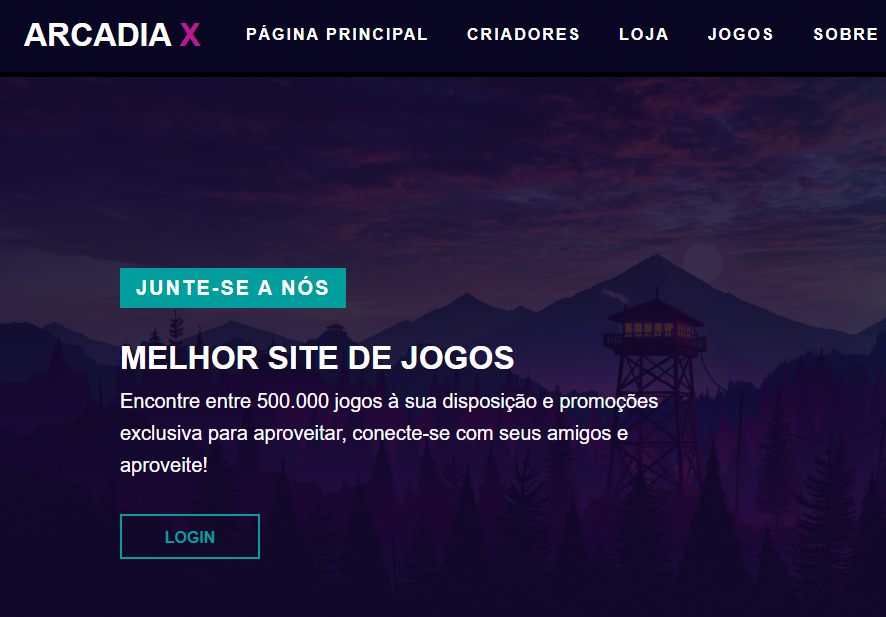 ARCADIA X PÁGINA PRINCIPAL CRIADORES LOJA JOGOS SOBRE
JUNTE-SE A NÓS
MELHOR SITE DE JOGOS
Encontre entre 500.000 jogos à sua disposição e promoções
exclusiva para aproveitar, conecte-se com seus amigos e
aproveite!
LOGIN